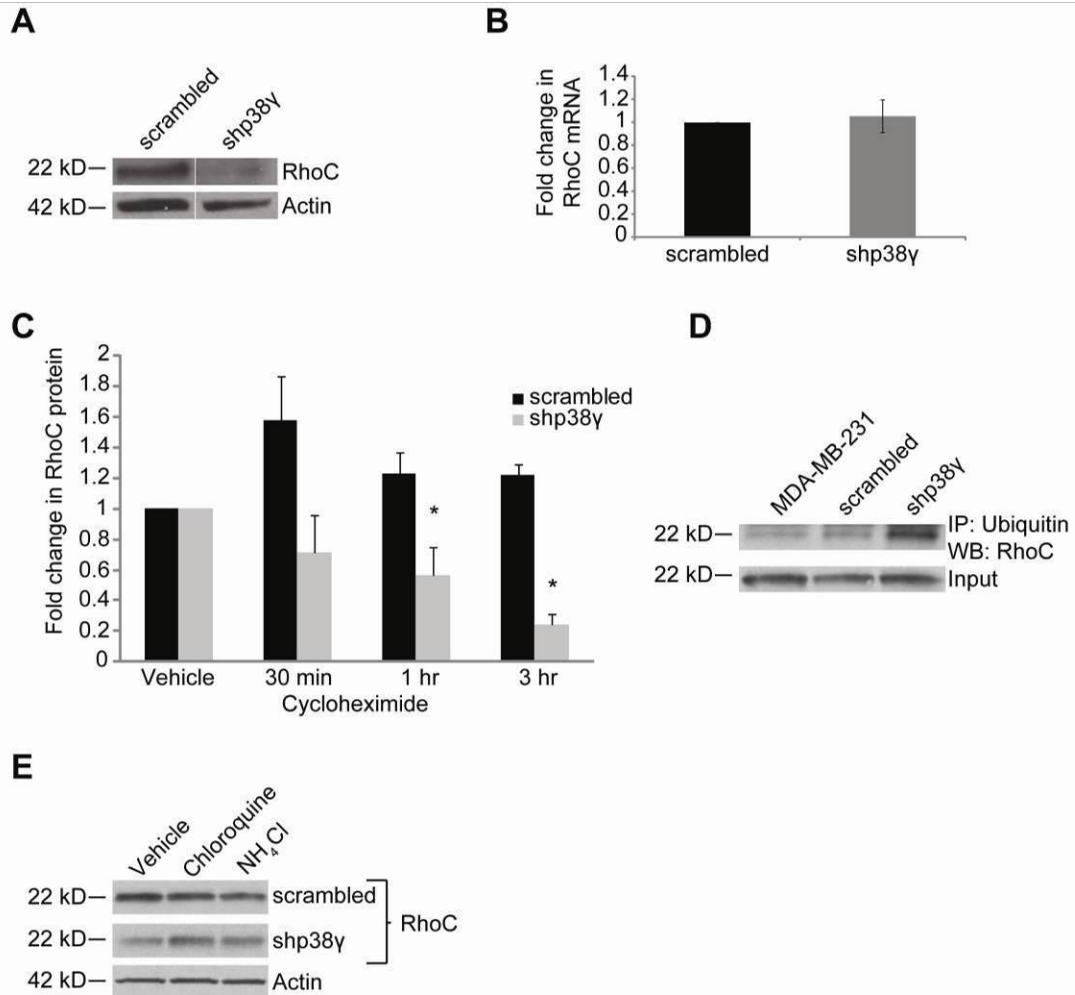 A
scrambled
shp38γ
22 kD
RhoC
42 kD
Actin
B
Fold change in
RhoC mRNA
1.4
1.2
1
0.8
0.6
0.4
0.2
0
scrambled
shp38γ
C
Fold change in RhoC protein
2
1.8
1.6
1.4
1.2
1
0.8
0.6
0.4
0.2
0
scrambled
shp38γ
*
*
Vehicle
30 min
1 hr
3 hr
Cycloheximide
D
MDA-MB-231
scrambled
shp38γ
22 kD
IP: Ubiquitin
WB: RhoC
22 kD
Input
E
Vehicle
Chloroquine
NH₄Cl
22 kD
scrambled
22 kD
shp38γ
RhoC
42 kD
Actin